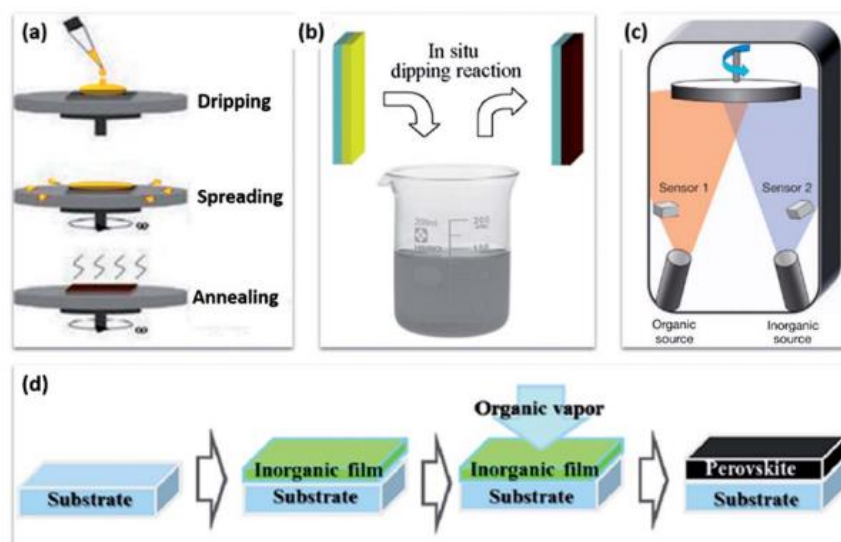 (a)
Dripping
Spreading
ω
Annealing
ω
(b)
In situ
dipping reaction
200
(c)
Sensor 1
Sensor 2
Organic
source
Inorganic
source
(d)
Organic vapor
Substrate
Inorganic film
Substrate
Inorganic film
Substrate
Perovskite
Substrate